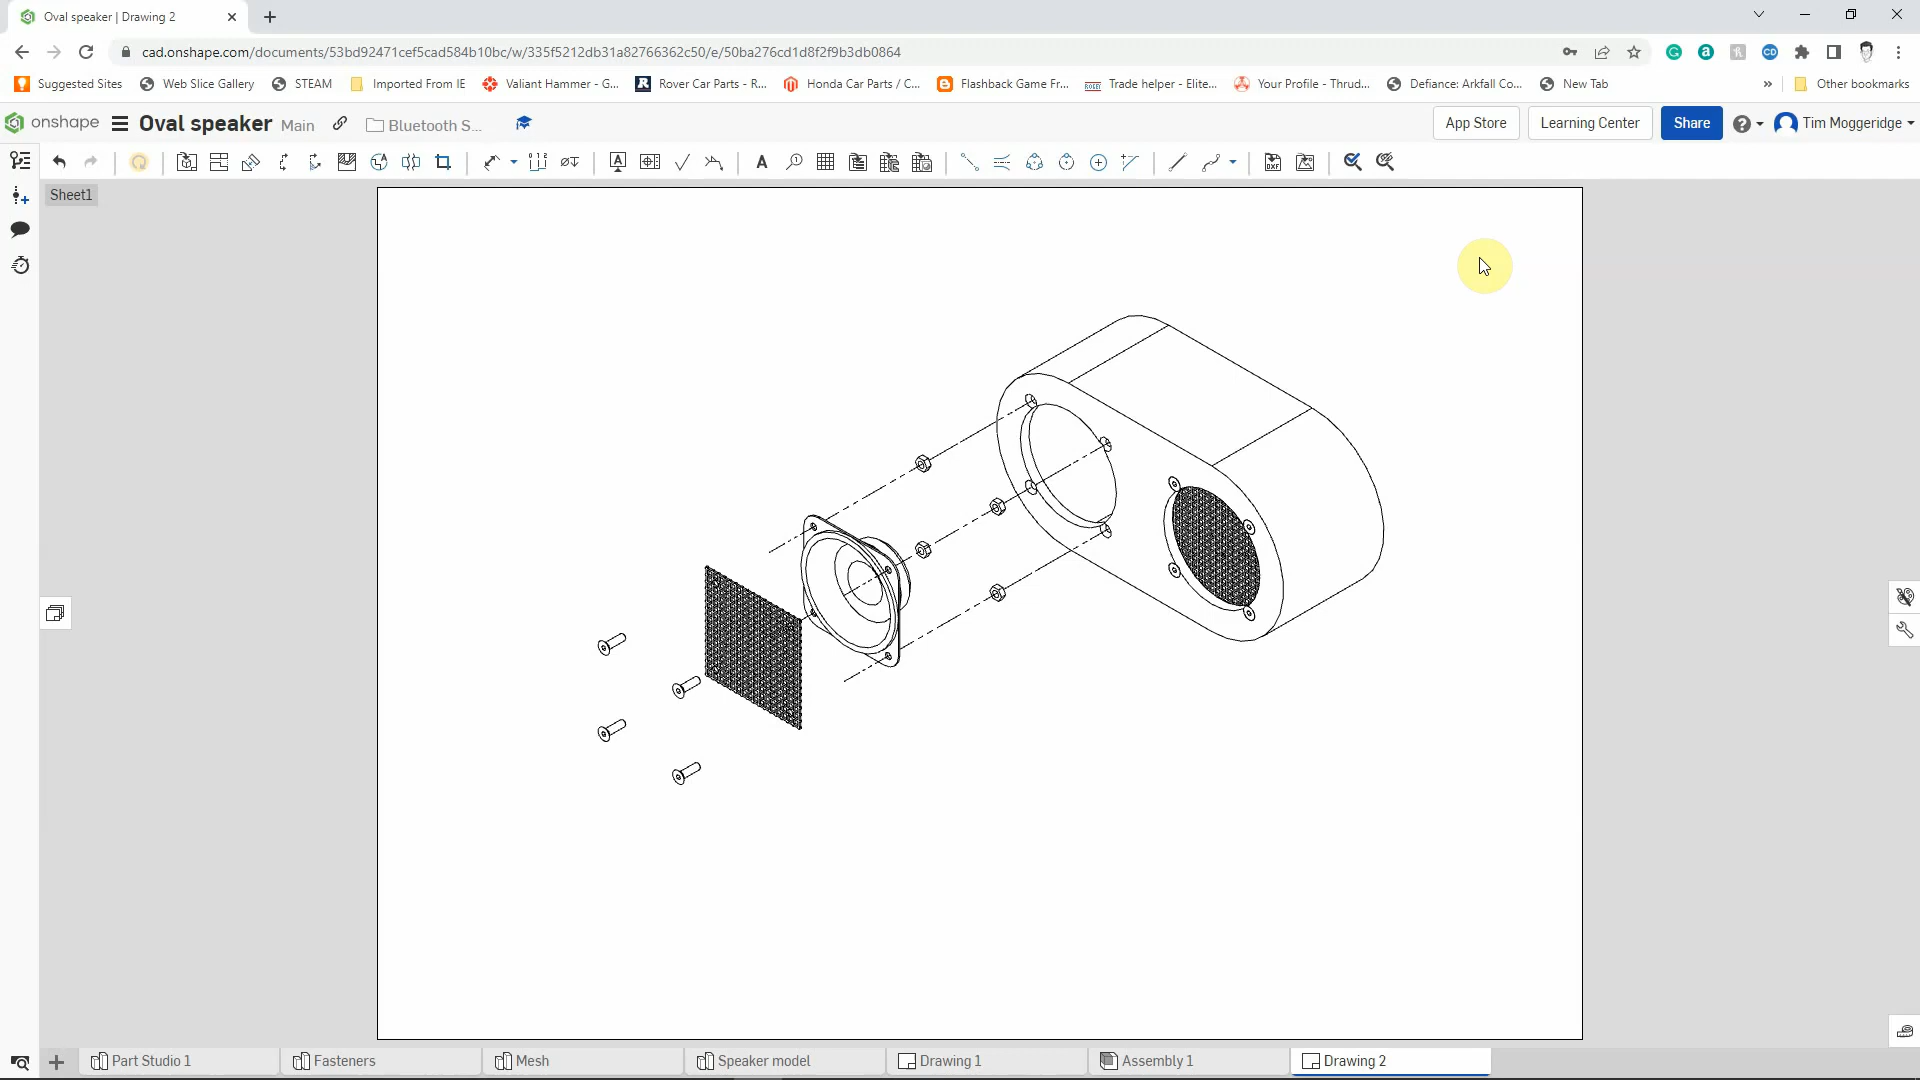 Oval speaker | Drawing 2
cad.onshape.com/documents/53bd92471cef5cad584b10bc/w/335f5212db31a82766362c50/e/50ba276cd1d8f2f9b3db0864
Suggested Sites Web Slice Gallery STEAM Imported From IE Valiant Hammer - G... Rover Car Parts - R... Honda Car Parts / C... Flashback Game Fr... Trade helper - Elite... Your Profile - Thrud... Defiance: Arkfall Co... New Tab » Other bookmarks
onshape Oval speaker Main Bluetooth S... App Store Learning Center Share Tim Moggeridge
Sheet1
Part Studio 1 Fasteners Mesh Speaker model Drawing 1 Assembly 1 Drawing 2